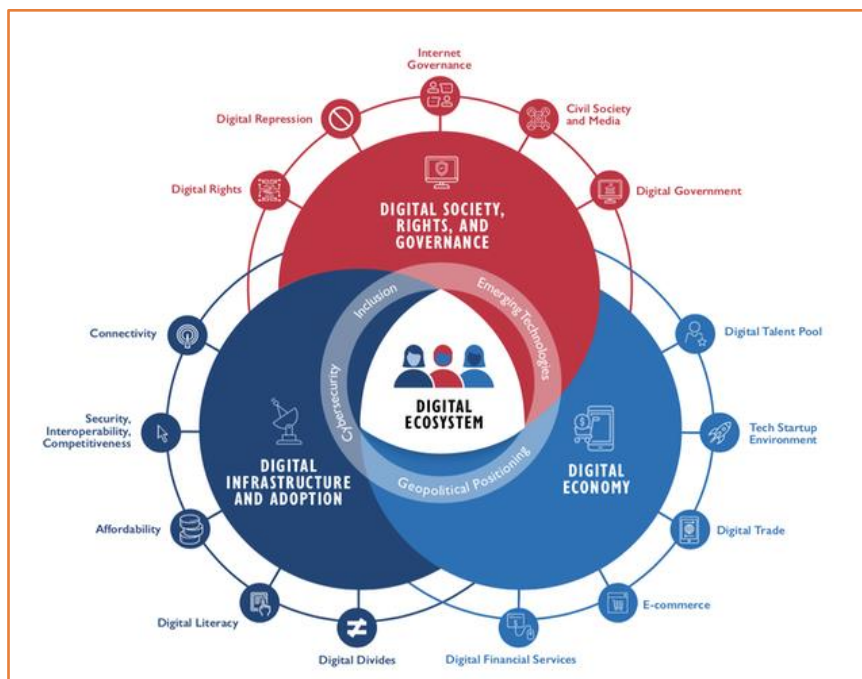 Internet
Governance
Digital Repression
Civil Society
and Media
Digital Rights
Digital Government
DIGITAL SOCIETY,
RIGHTS, AND
GOVERNANCE
Inclusion
Emerging Technologies
Cybersecurity
Geopolitical Positioning
DIGITAL
ECOSYSTEM
Connectivity
Security,
Interoperability,
Competitiveness
Affordability
Digital Literacy
Digital Divides
DIGITAL
INFRASTRUCTURE
AND ADOPTION
DIGITAL
ECONOMY
Digital Talent Pool
Tech Startup
Environment
Digital Trade
E-commerce
Digital Financial Services